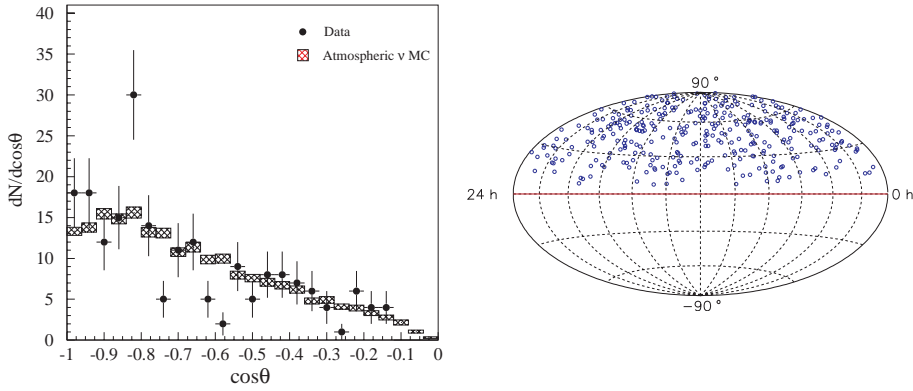 40
35
30
25
20
15
10
5
0
dN/dcosθ
Data
Atmospheric ν MC
-1 -0.9 -0.8 -0.7 -0.6 -0.5 -0.4 -0.3 -0.2 -0.1 0
cosθ
90 °
24 h
0 h
−90 °